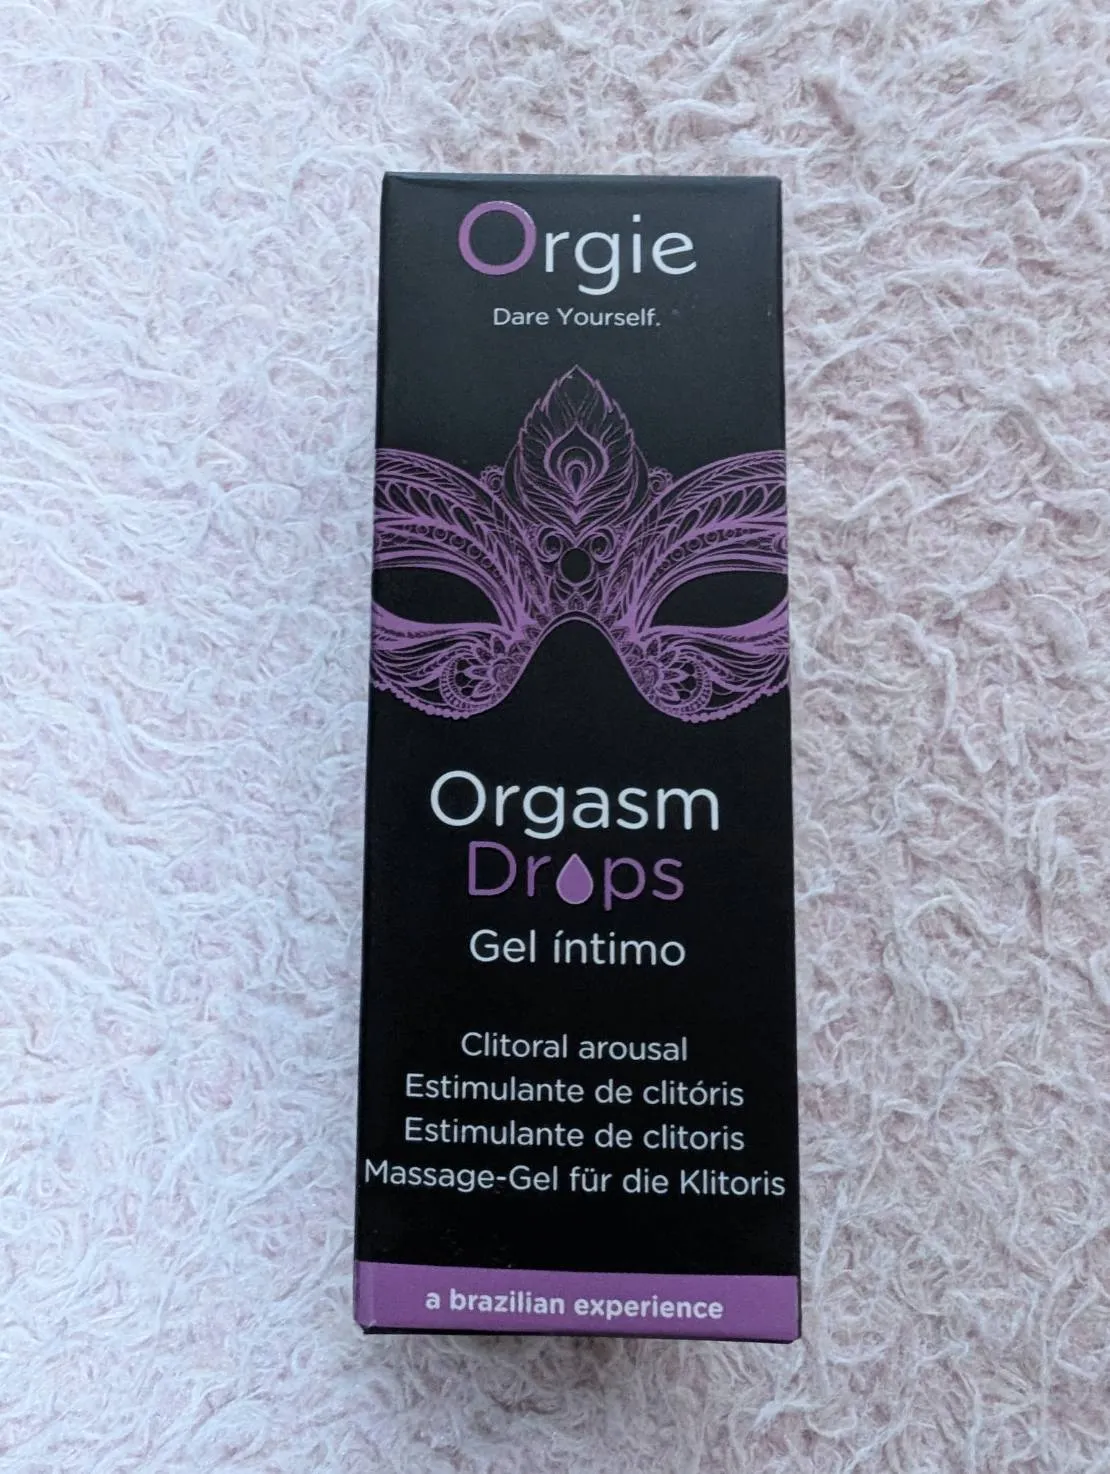 Orgie
Dare Yourself.
Orgasm
Drops
Gel íntimo
Clitoral arousal
Estimulante de clitóris
Estimulante de clitoris
Massage-Gel für die Klitoris
a brazilian experience